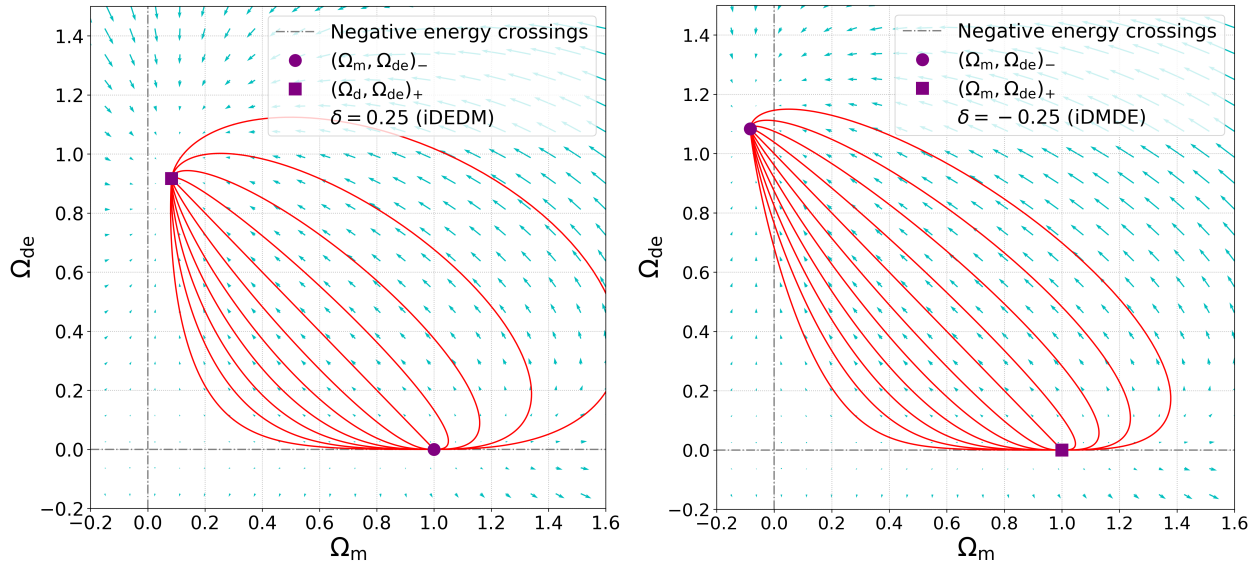 Negative energy crossings
(Ωm, Ωde)−
(Ωd, Ωde)+
δ = 0.25 (iDEDM)
1.4
1.2
1.0
0.8
0.6
0.4
0.2
0.0
−0.2
Ωde
−0.2 0.0 0.2 0.4 0.6 0.8 1.0 1.2 1.4 1.6
Ωm
Negative energy crossings
(Ωm, Ωde)−
(Ωm, Ωde)+
δ = −0.25 (iDMDE)
1.4
1.2
1.0
0.8
0.6
0.4
0.2
0.0
−0.2
Ωde
−0.2 0.0 0.2 0.4 0.6 0.8 1.0 1.2 1.4 1.6
Ωm